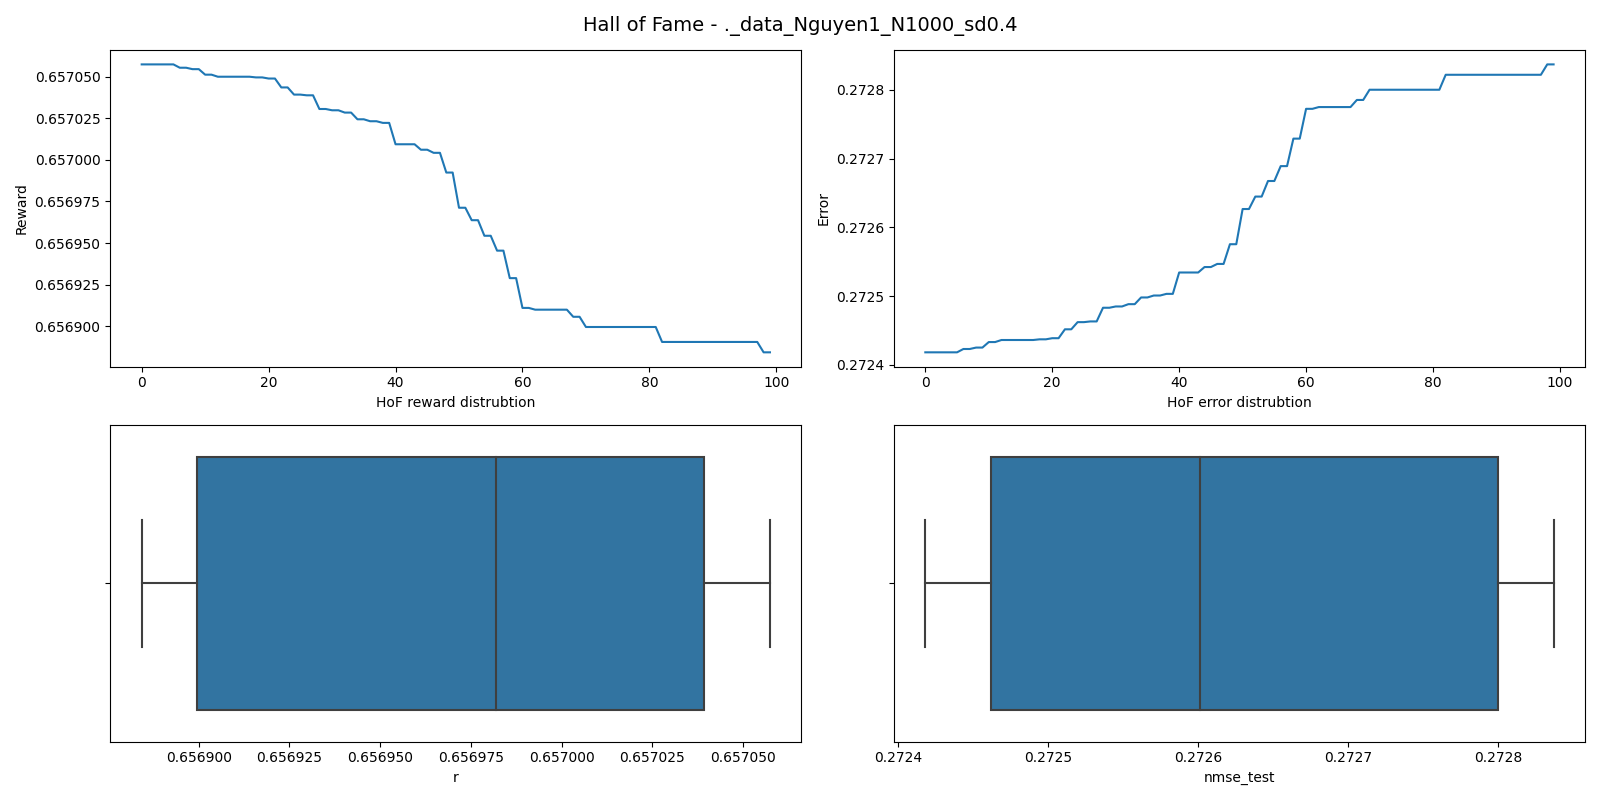 Hall of Fame - ._data_Nguyen1_N1000_sd0.4
0.657050
0.657025
0.657000
0.656975
0.656950
0.656925
0.656900
Reward
0 20 40 60 80 100
HoF reward distrubtion
0.2728
0.2727
0.2726
0.2725
0.2724
Error
0 20 40 60 80 100
HoF error distrubtion
0.656900 0.656925 0.656950 0.656975 0.657000 0.657025 0.657050
r
0.2724 0.2725 0.2726 0.2727 0.2728
nmse_test